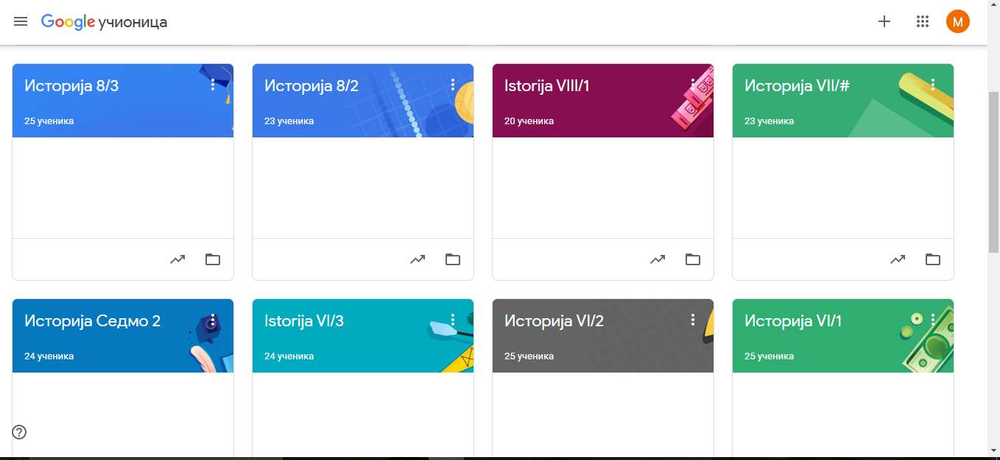 Google учионица
M
Историја 8/3
25 ученика
Историја 8/2
23 ученика
Istorija VIII/1
20 ученика
Историја VII/#
23 ученика
Историја Седмо 2
24 ученика
Istorija VI/3
24 ученика
Историја VI/2
25 ученика
Историја VI/1
25 ученика
?